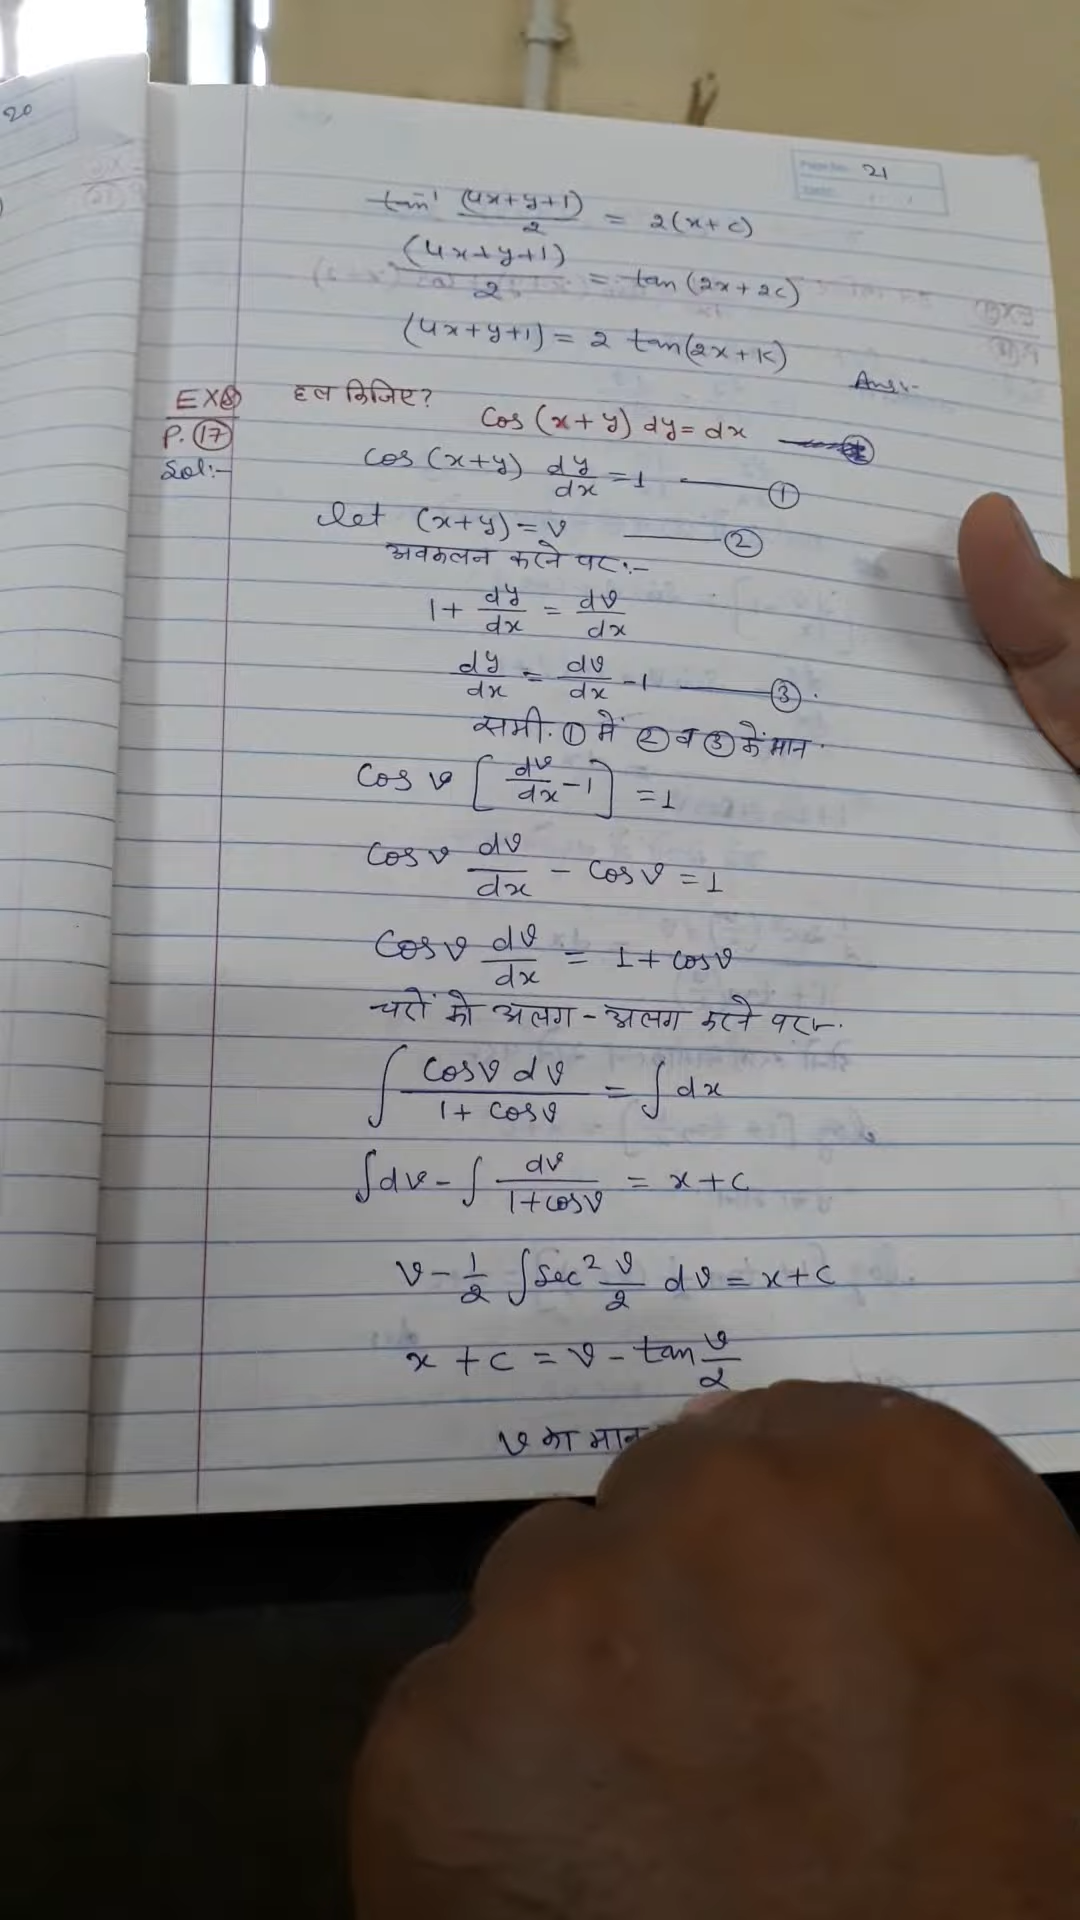 20
21
tan⁻¹ (4x+y+1)/2 = 2(x+c)
(4x+y+1)/2 = tan(2x+2c)
(4x+y+1) = 2 tan(2x+K)
Ans:-
EX⑧ हल किजिए?
P. ⑰ cos (x+y) dy = dx
Sol:- cos (x+y) dy/dx = 1 — ①
let (x+y) = v — ②
अवकलन करने पर:-
1 + dy/dx = dv/dx
dy/dx = dv/dx - 1 — ③.
समी. ① में ② व ③ के मान.
cos v [dv/dx - 1] = 1
cos v dv/dx - cos v = 1
cos v dv/dx = 1 + cos v
चरों को अलग-अलग करने पर:-
∫ cos v dv/1 + cos v = ∫ dx
∫dv - ∫ dv/1+cos v = x + c
v - 1/2 ∫ Sec² v/2 dv = x + c
x + c = v - tan v/2
v का मान